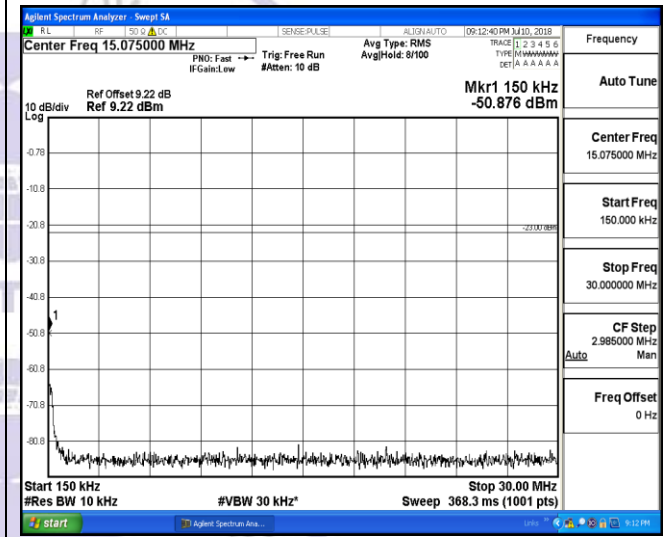 Agilent Spectrum Analyzer - Swept SA
RL RF 50 Ω DC SENSE:PULSE ALIGNAUTO 09:12:40 PM Jul 10, 2018
Center Freq 15.075000 MHz
PNO: Fast
IFGain:Low
Trig: Free Run
#Atten: 10 dB
Avg Type: RMS
Avg|Hold: 8/100
TRACE 1 2 3 4 5 6
TYPE M
DET A A A A A A
Mkr1 150 kHz
-50.876 dBm
Ref Offset 9.22 dB
10 dB/div Ref 9.22 dBm
Log
-0.78
-10.8
-20.8
-23.00 dBm
-30.8
-40.8
1
-50.8
-60.8
-70.8
-80.8
Start 150 kHz Stop 30.00 MHz
#Res BW 10 kHz #VBW 30 kHz* Sweep 368.3 ms (1001 pts)
Frequency
Auto Tune
Center Freq
15.075000 MHz
Start Freq
150.000 kHz
Stop Freq
30.000000 MHz
CF Step
2.985000 MHz
Auto Man
Freq Offset
0 Hz
start Agilent Spectrum Ana... Links » 9:12 PM